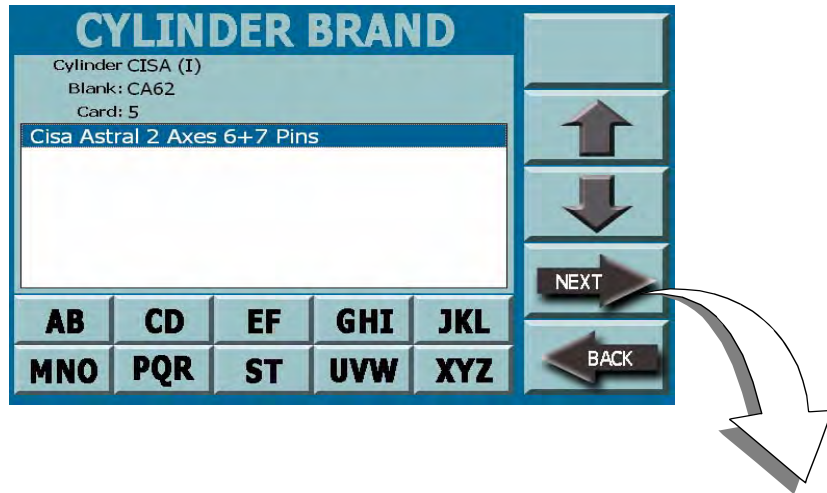 CYLINDER BRAND
Cylinder CISA (I)
Blank: CA62
Card: 5
Cisa Astral 2 Axes 6+7 Pins
NEXT
AB CD EF GHI JKL
MNO PQR ST UVW XYZ
BACK